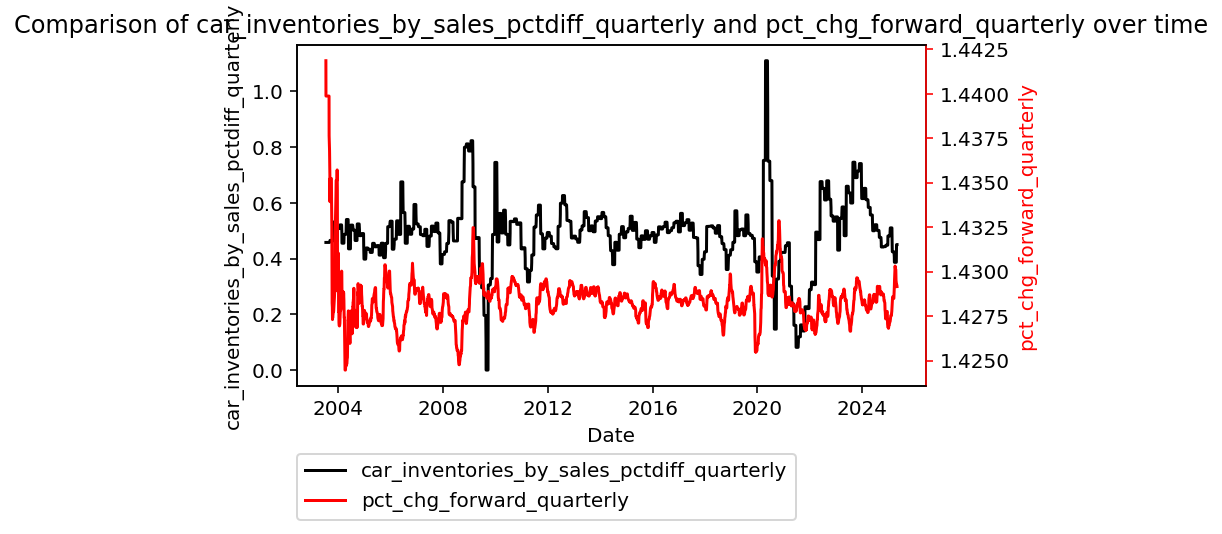 Comparison of car_inventories_by_sales_pctdiff_quarterly and pct_chg_forward_quarterly over time
car_inventories_by_sales_pctdiff_quarterly
1.0
0.8
0.6
0.4
0.2
0.0
1.4425
1.4400
1.4375
1.4350
1.4325
1.4300
1.4275
1.4250
pct_chg_forward_quarterly
2004 2008 2012 2016 2020 2024
Date
car_inventories_by_sales_pctdiff_quarterly
pct_chg_forward_quarterly